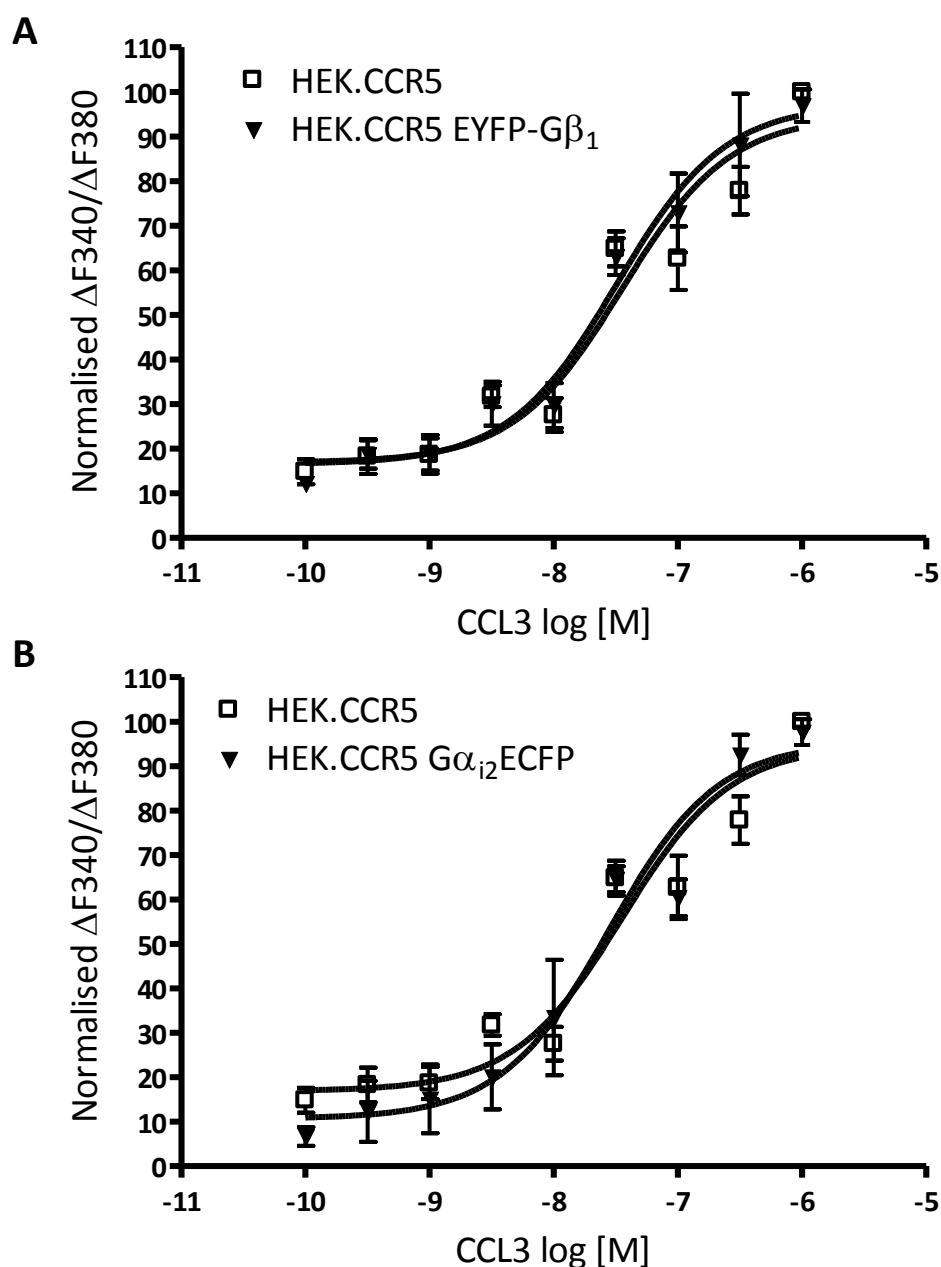 A
HEK.CCR5
HEK.CCR5 EYFP-Gβ₁
Normalised ΔF340/ΔF380
110
100
90
80
70
60
50
40
30
20
10
0
-11 -10 -9 -8 -7 -6 -5
CCL3 log [M]
B
HEK.CCR5
HEK.CCR5 Gαᵢ₂ECFP
Normalised ΔF340/ΔF380
110
100
90
80
70
60
50
40
30
20
10
0
-11 -10 -9 -8 -7 -6 -5
CCL3 log [M]